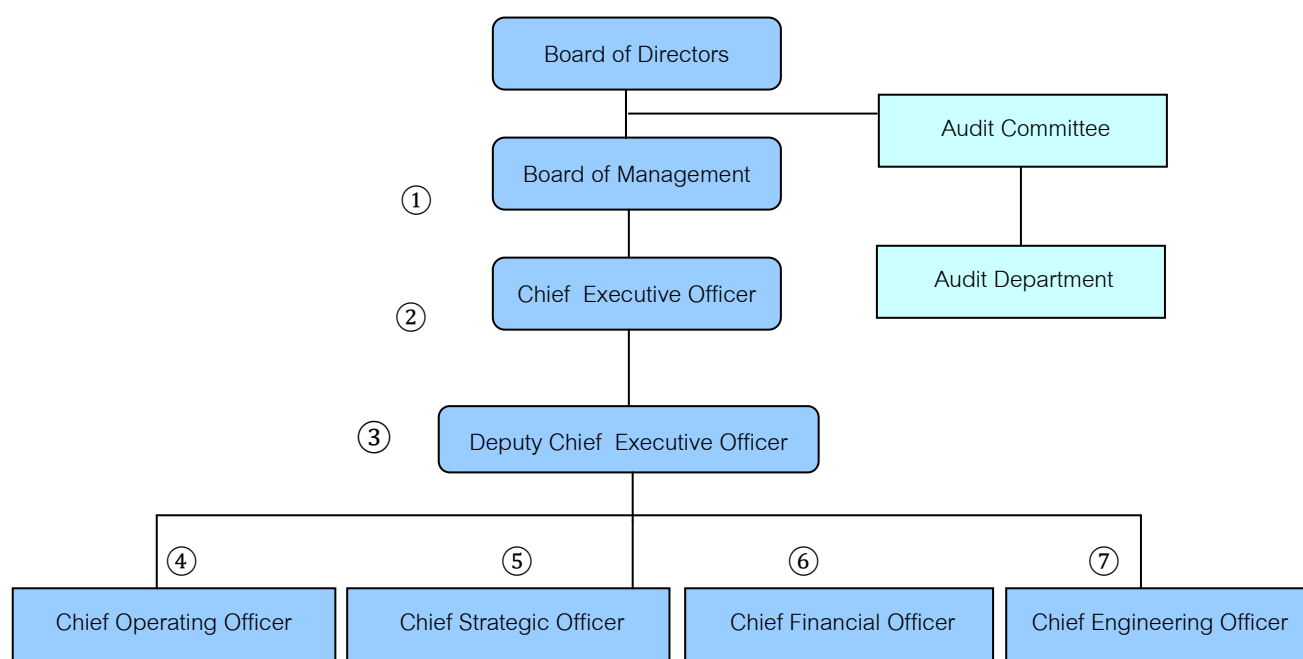 Board of Directors
Audit Committee
Board of Management
①
Audit Department
Chief Executive Officer
②
③
Deputy Chief Executive Officer
④ ⑤ ⑥ ⑦
Chief Operating Officer
Chief Strategic Officer
Chief Financial Officer
Chief Engineering Officer